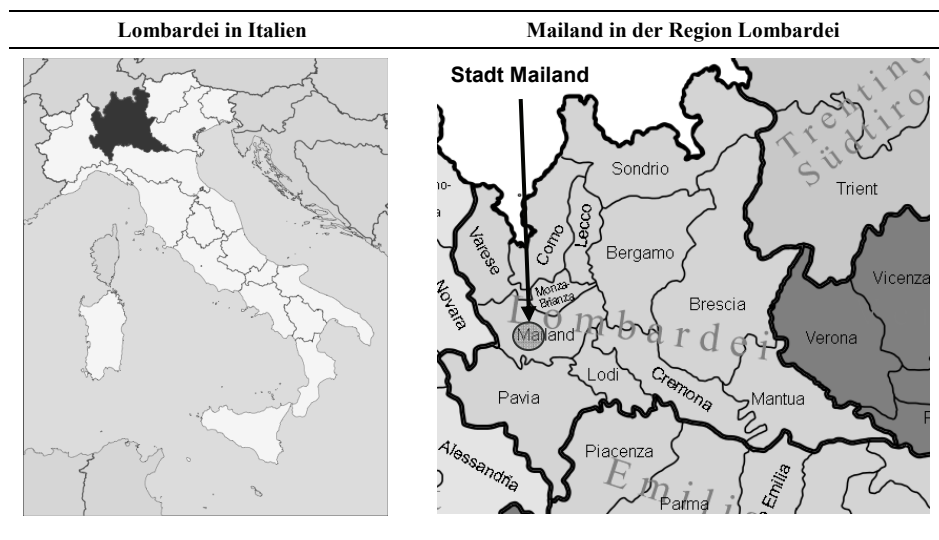 Lombardei in Italien
Mailand in der Region Lombardei
Stadt Mailand
Trentino
Südtirol
Sondrio
Trient
Varese
Como
Lecco
Bergamo
Vicenza
Novara
Monza-
Brianza
Brescia
Lombardei
Mailand
Verona
Lodi
Cremona
Mantua
Pavia
Alessandria
Piacenza
Emilia
Parma
Emilia